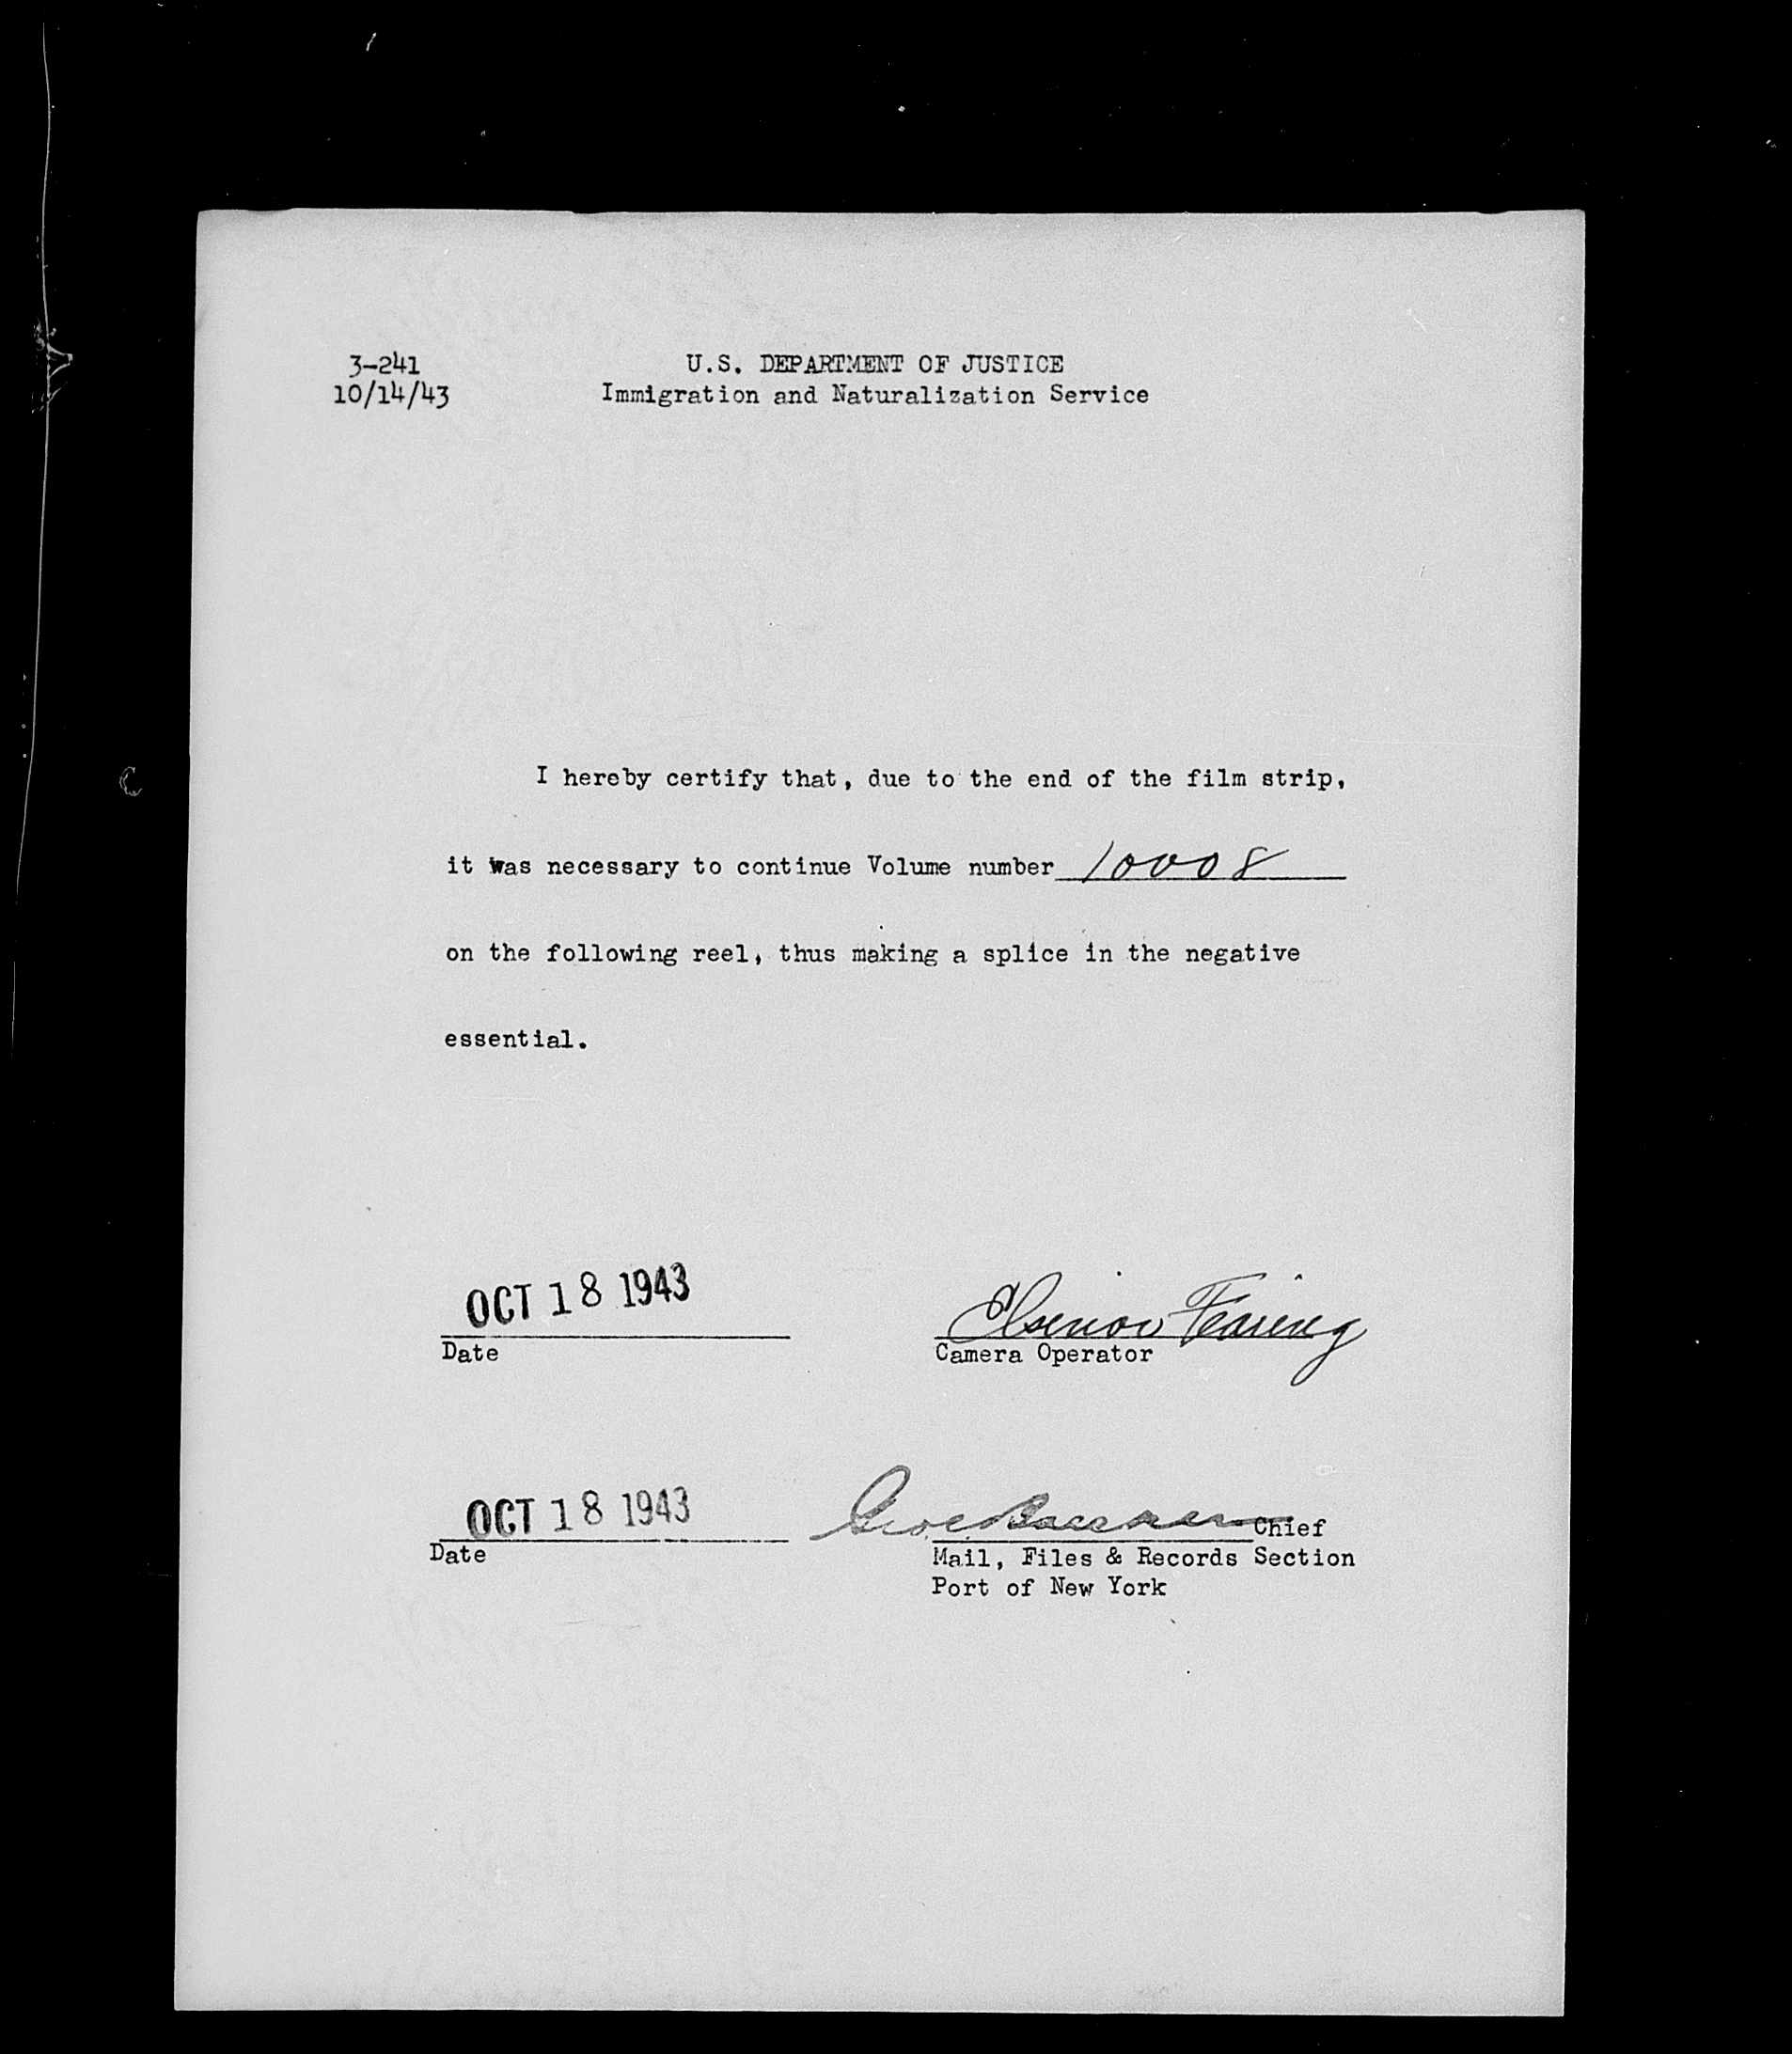 3-241
10/14/43
U.S. DEPARTMENT OF JUSTICE
Immigration and Naturalization Service
I hereby certify that, due to the end of the film strip,
it was necessary to continue Volume number 10008
on the following reel, thus making a splice in the negative
essential.
OCT 18 1943
Date
Camera Operator
OCT 18 1943
Date
Chief
Mail, Files & Records Section
Port of New York